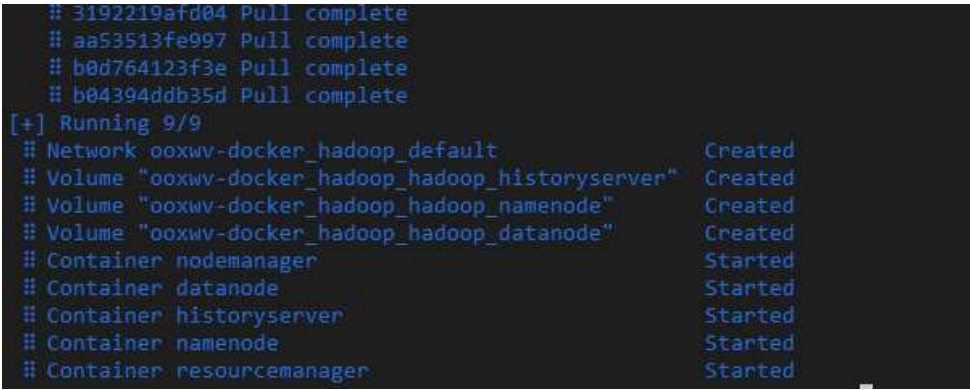 ⠿ 3192219afd04 Pull complete
⠿ aa53513fe997 Pull complete
⠿ b0d764123f3e Pull complete
⠿ b04394ddb35d Pull complete
[+] Running 9/9
⠿ Network ooxwv-docker_hadoop_default Created
⠿ Volume "ooxwv-docker_hadoop_hadoop_historyserver" Created
⠿ Volume "ooxwv-docker_hadoop_hadoop_namenode" Created
⠿ Volume "ooxwv-docker_hadoop_hadoop_datanode" Created
⠿ Container nodemanager Started
⠿ Container datanode Started
⠿ Container historyserver Started
⠿ Container namenode Started
⠿ Container resourcemanager Started